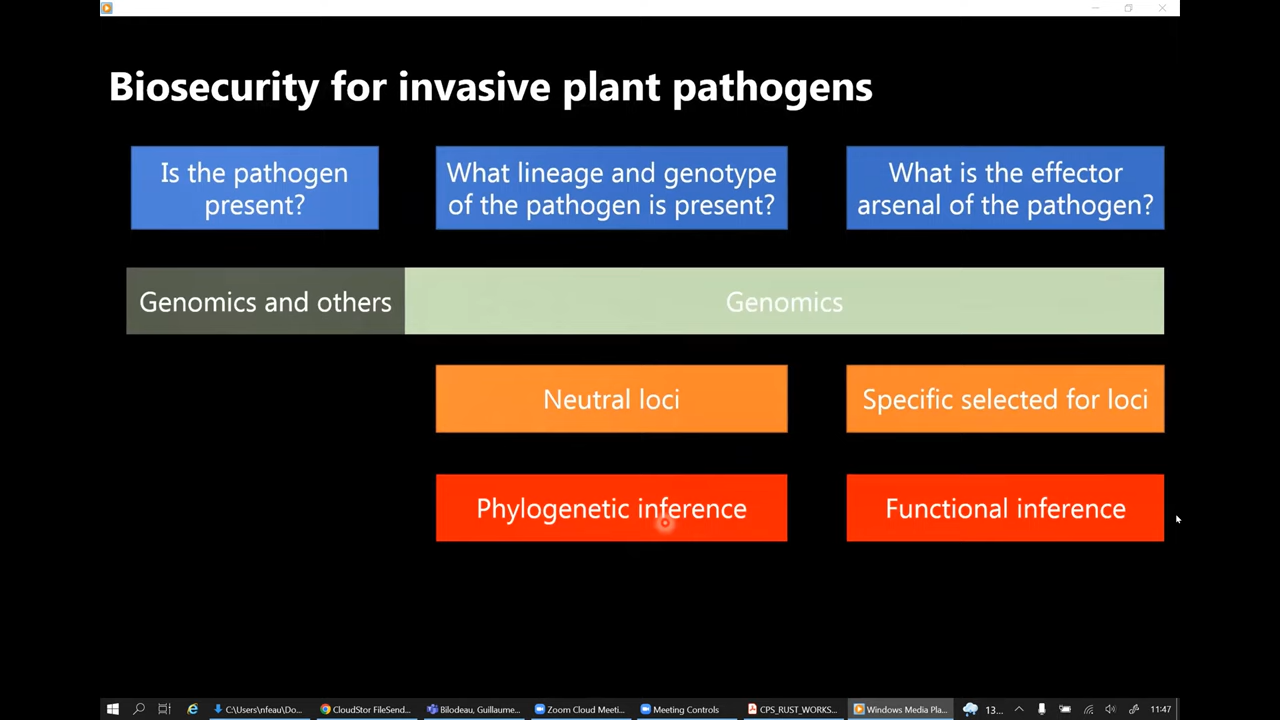 Biosecurity for invasive plant pathogens
Is the pathogen
present?
What lineage and genotype
of the pathogen is present?
What is the effector
arsenal of the pathogen?
Genomics and others
Genomics
Neutral loci
Specific selected for loci
Phylogenetic inference
Functional inference
C:\users\nfeau\Do...
CloudStor FileSend...
Bilodeau, Guillaume...
Zoom Cloud Meeti...
Meeting Controls
CPS_RUST_WORKS...
Windows Media Pla...
13...
11:47